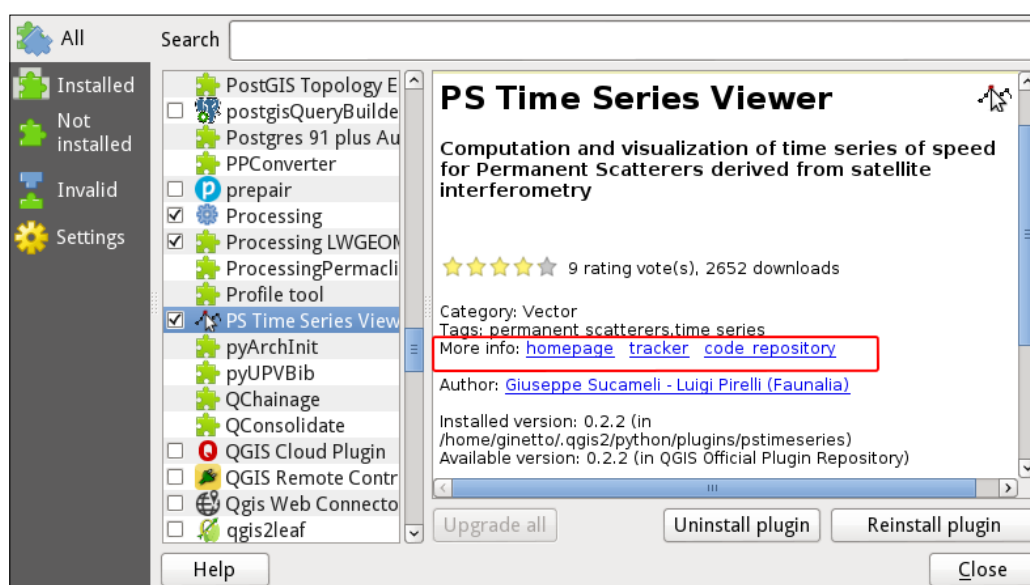 All
Installed
Not
installed
Invalid
Settings
Search
PostGIS Topology E
postgisQueryBuilde
Postgres 91 plus Au
PPConverter
prepair
Processing
Processing LWGEOM
ProcessingPermacli
Profile tool
PS Time Series View
pyArchInit
pyUPVBib
QChainage
QConsolidate
QGIS Cloud Plugin
QGIS Remote Contr
Qgis Web Connecto
qgis2leaf
PS Time Series Viewer
Computation and visualization of time series of speed
for Permanent Scatterers derived from satellite
interferometry
9 rating vote(s), 2652 downloads
Category: Vector
Tags: permanent scatterers,time series
More info: homepage tracker code repository
Author: Giuseppe Sucameli - Luigi Pirelli (Faunalia)
Installed version: 0.2.2 (in
/home/ginetto/.qgis2/python/plugins/pstimeseries)
Available version: 0.2.2 (in QGIS Official Plugin Repository)
Upgrade all
Uninstall plugin
Reinstall plugin
Help
Close